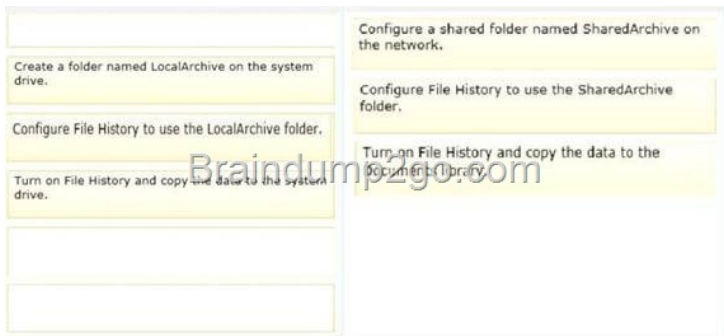 Create a folder named LocalArchive on the system
drive.
Configure File History to use the LocalArchive folder.
Turn on File History and copy the data to the system
drive.
Configure a shared folder named SharedArchive on
the network.
Configure File History to use the SharedArchive
folder.
Turn on File History and copy the data to the
Documents library.
Braindump2go.com